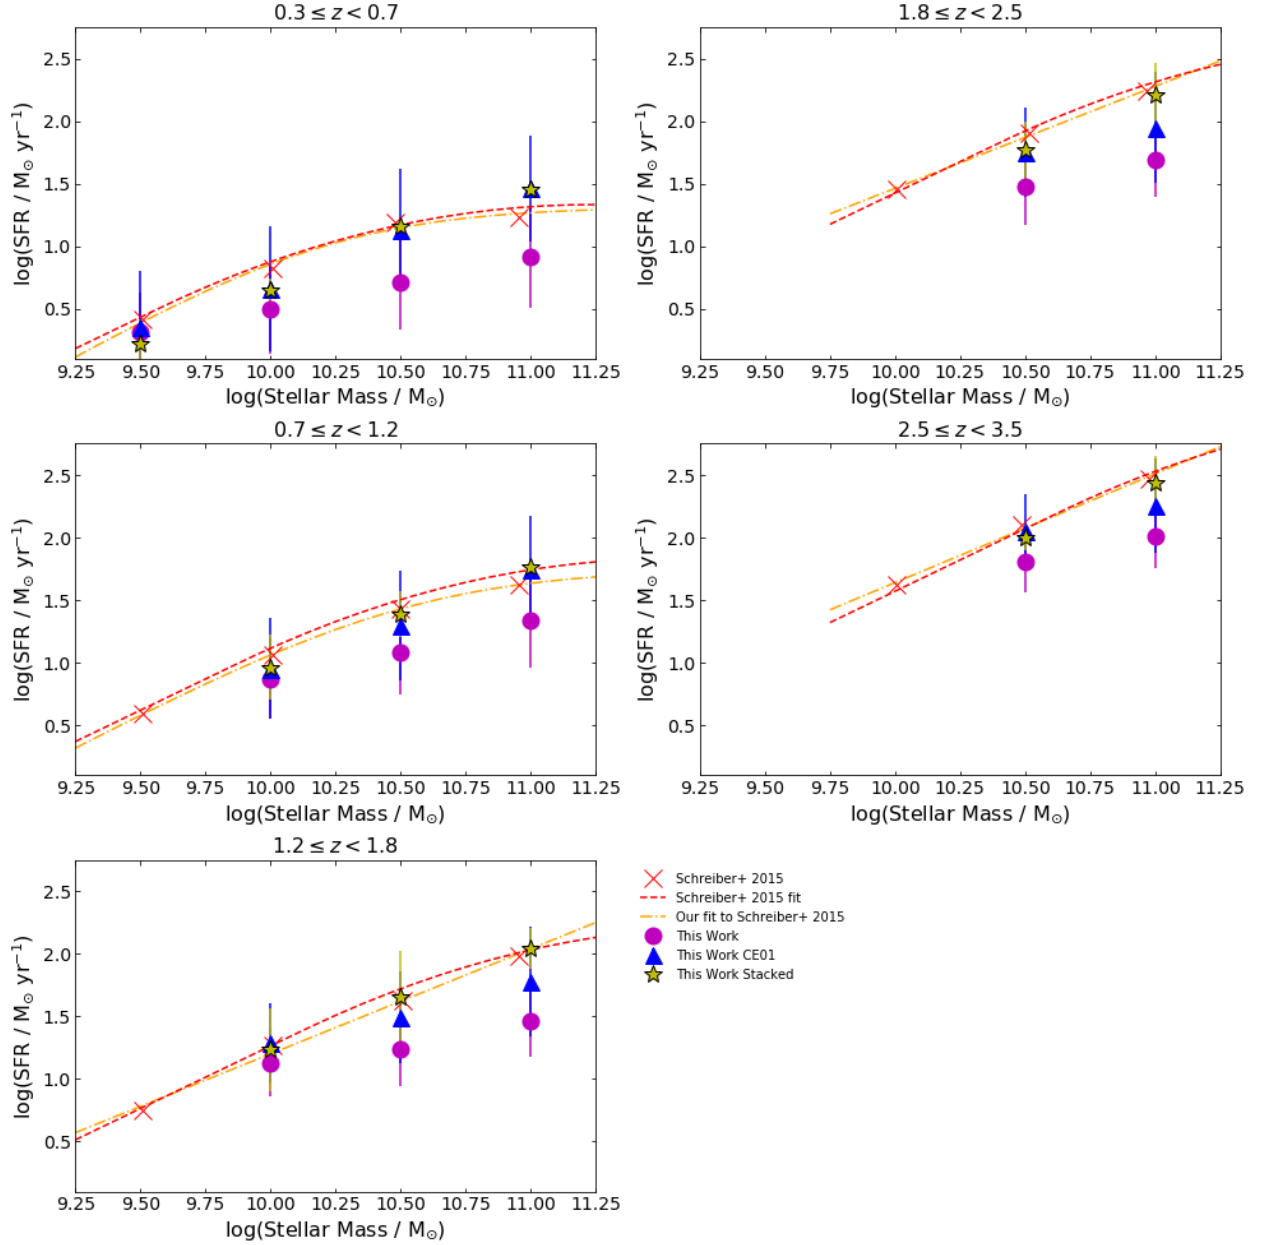 0.3 ≤ z < 0.7
log(SFR / M⊙ yr⁻¹)
2.5
2.0
1.5
1.0
0.5
9.25 9.50 9.75 10.00 10.25 10.50 10.75 11.00 11.25
log(Stellar Mass / M⊙)
1.8 ≤ z < 2.5
log(SFR / M⊙ yr⁻¹)
2.5
2.0
1.5
1.0
0.5
9.25 9.50 9.75 10.00 10.25 10.50 10.75 11.00 11.25
log(Stellar Mass / M⊙)
0.7 ≤ z < 1.2
log(SFR / M⊙ yr⁻¹)
2.5
2.0
1.5
1.0
0.5
9.25 9.50 9.75 10.00 10.25 10.50 10.75 11.00 11.25
log(Stellar Mass / M⊙)
2.5 ≤ z < 3.5
log(SFR / M⊙ yr⁻¹)
2.5
2.0
1.5
1.0
0.5
9.25 9.50 9.75 10.00 10.25 10.50 10.75 11.00 11.25
log(Stellar Mass / M⊙)
1.2 ≤ z < 1.8
log(SFR / M⊙ yr⁻¹)
2.5
2.0
1.5
1.0
0.5
9.25 9.50 9.75 10.00 10.25 10.50 10.75 11.00 11.25
log(Stellar Mass / M⊙)
Schreiber+ 2015
Schreiber+ 2015 fit
Our fit to Schreiber+ 2015
This Work
This Work CE01
This Work Stacked